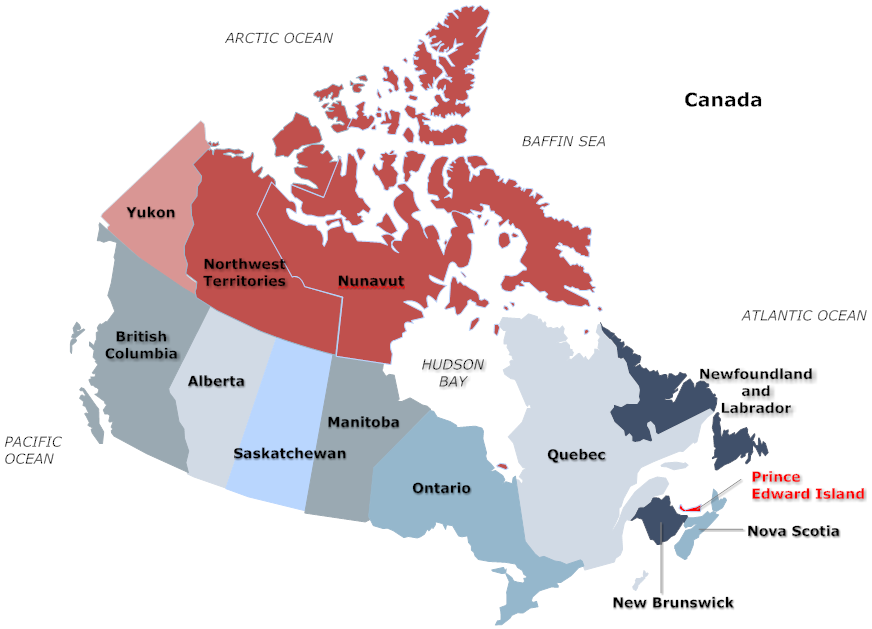 ARCTIC OCEAN
Canada
BAFFIN SEA
Yukon
Northwest
Territories
Nunavut
ATLANTIC OCEAN
British
Columbia
HUDSON
BAY
Alberta
Newfoundland
and
Labrador
Manitoba
PACIFIC
OCEAN
Saskatchewan
Quebec
Ontario
Prince
Edward Island
Nova Scotia
New Brunswick